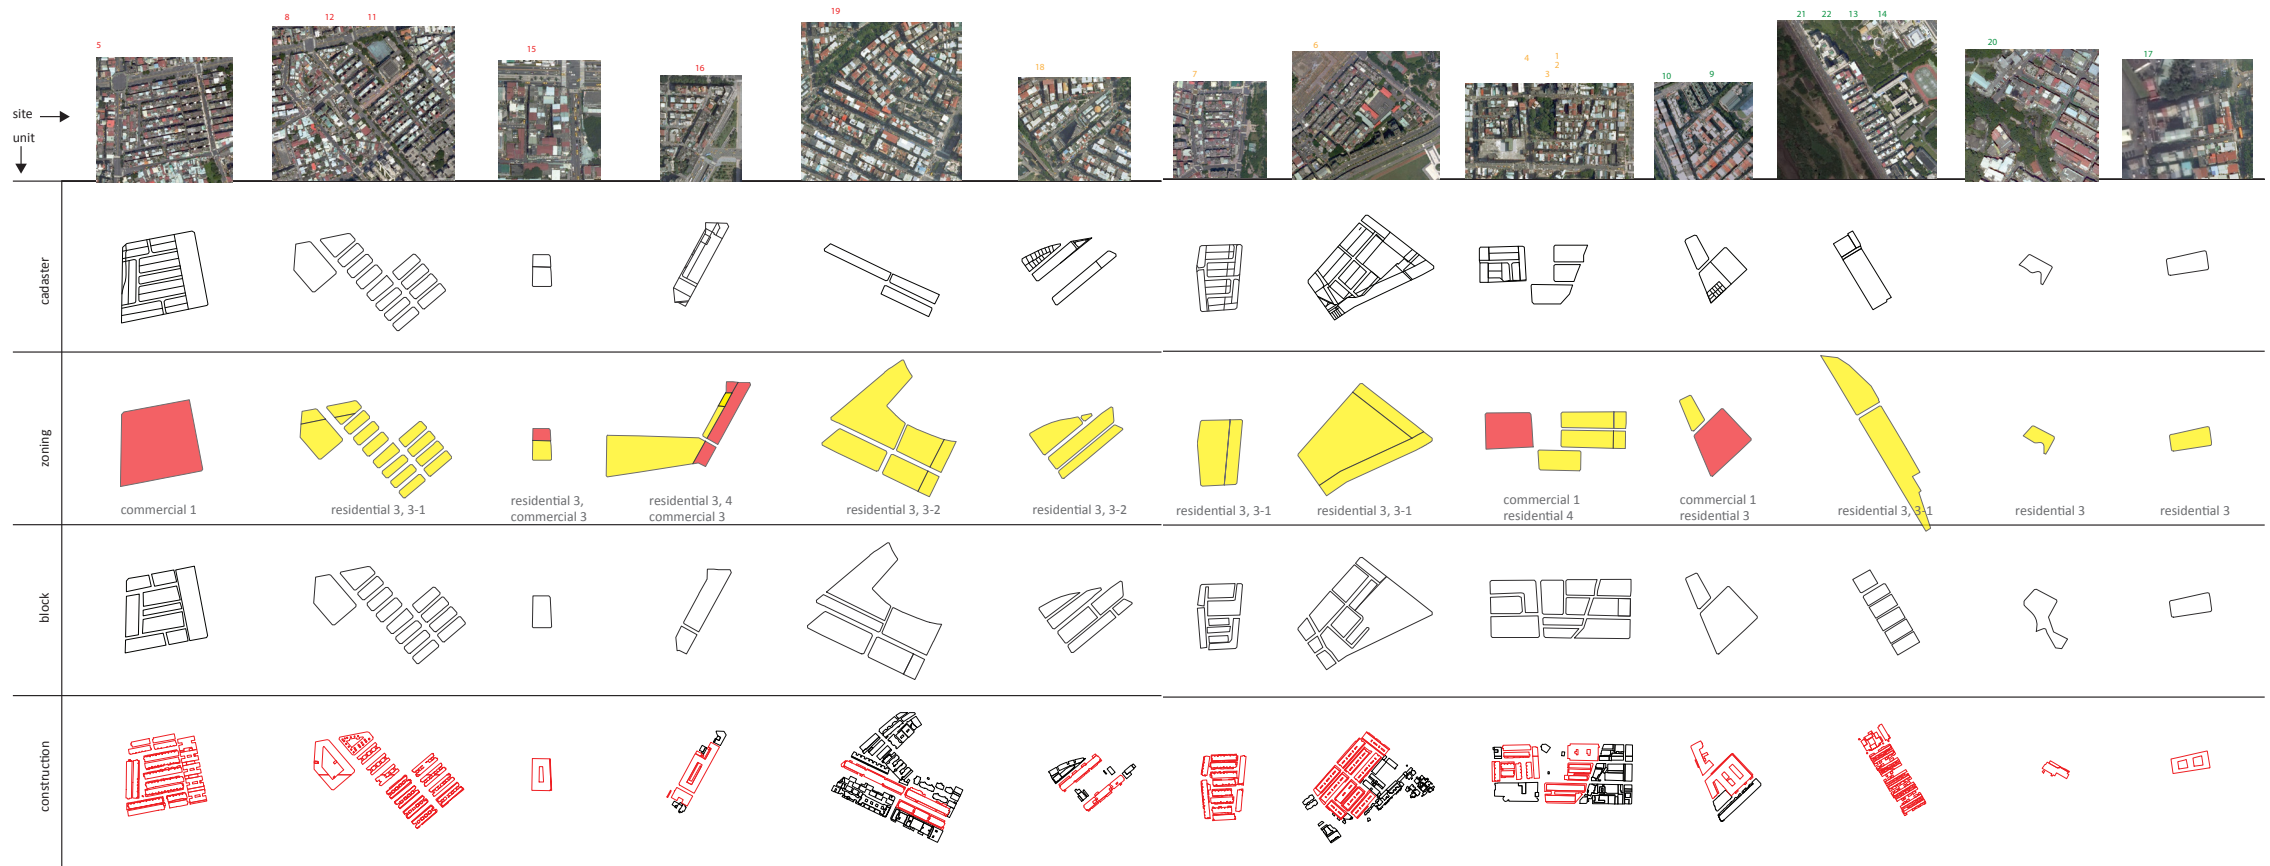 5
8 12 11
15
16
19
18
7
6
4 1
2
3
10 9
21 22 13 14
20
17
site
unit
cadaster
zoning
commercial 1
residential 3, 3-1
residential 3,
commercial 3
residential 3, 4
commercial 3
residential 3, 3-2
residential 3, 3-2
residential 3, 3-1
residential 3, 3-1
commercial 1
residential 4
commercial 1
residential 3
residential 3, 3-1
residential 3
residential 3
block
construction